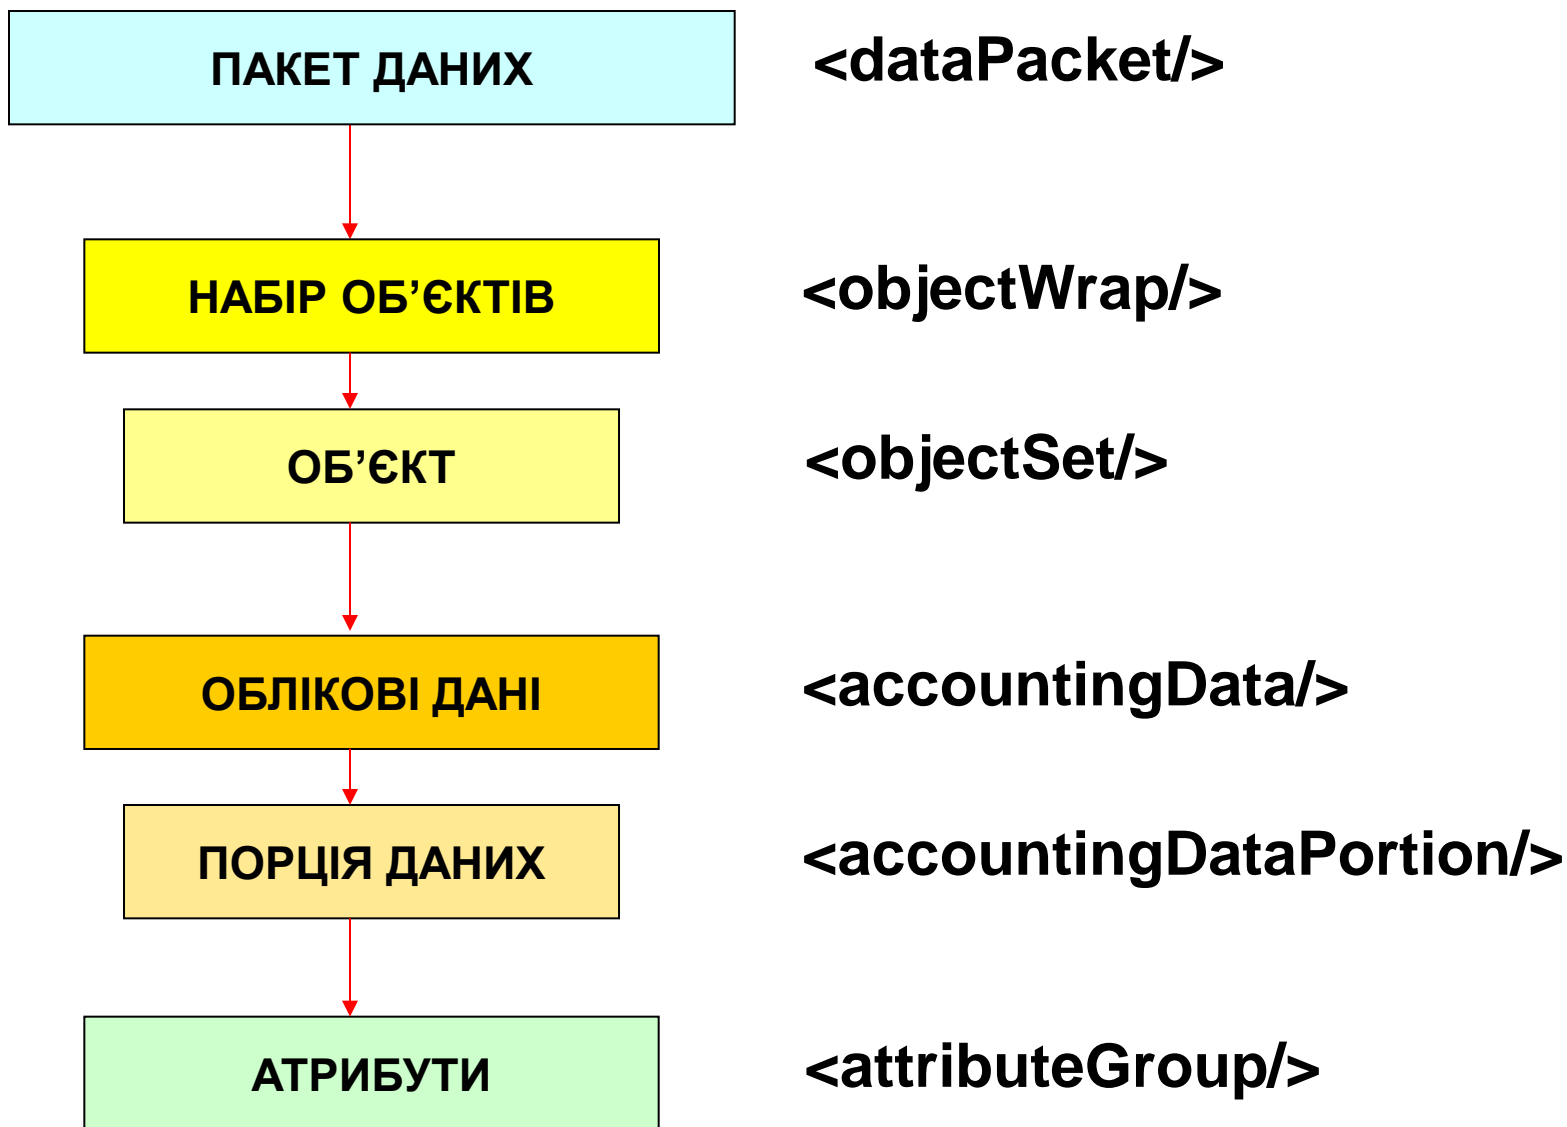 ПАКЕТ ДАНИХ
<dataPacket/>
НАБІР ОБ’ЄКТІВ
<objectWrap/>
ОБ’ЄКТ
<objectSet/>
ОБЛІКОВІ ДАНІ
<accountingData/>
ПОРЦІЯ ДАНИХ
<accountingDataPortion/>
АТРИБУТИ
<attributeGroup/>